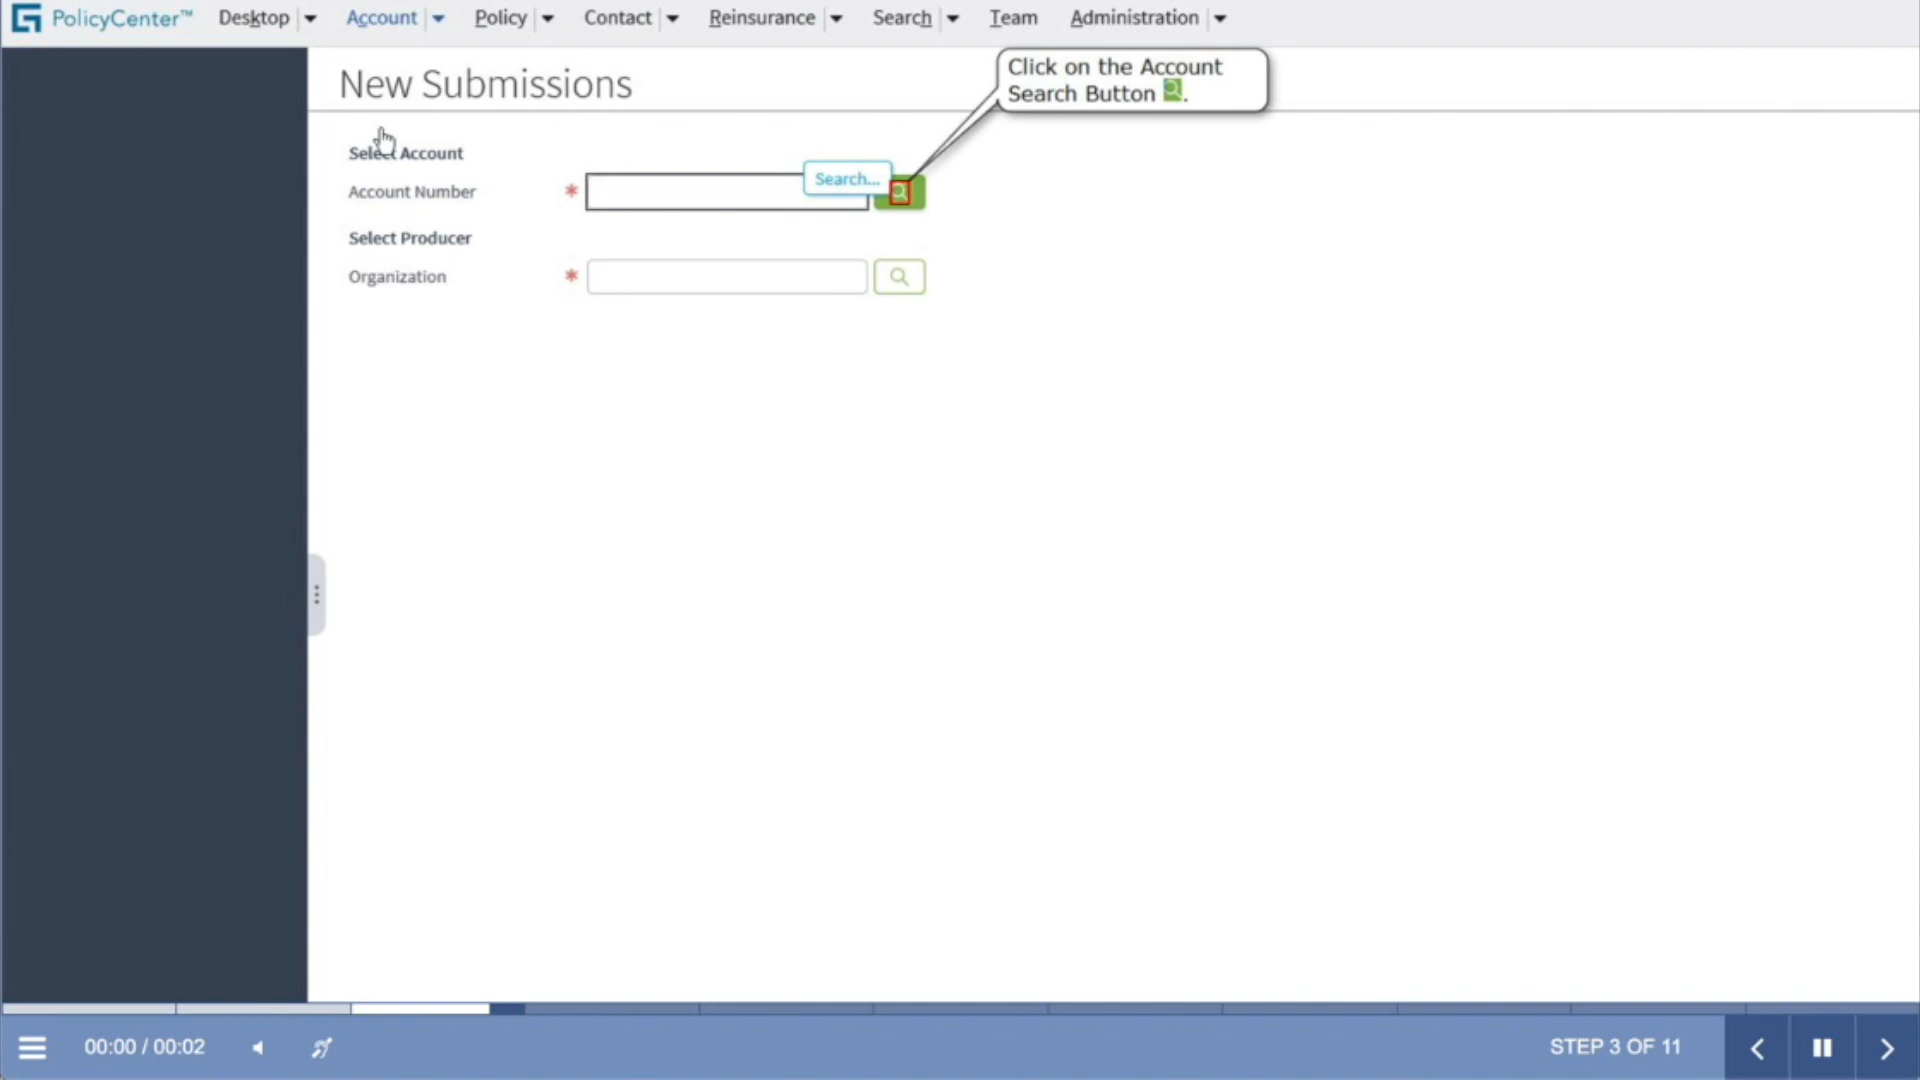 PolicyCenter™ Desktop Account Policy Contact Reinsurance Search Team Administration
New Submissions
Click on the Account
Search Button .
Select Account
Account Number * Search...
Select Producer
Organization *
00:00 / 00:02 STEP 3 OF 11